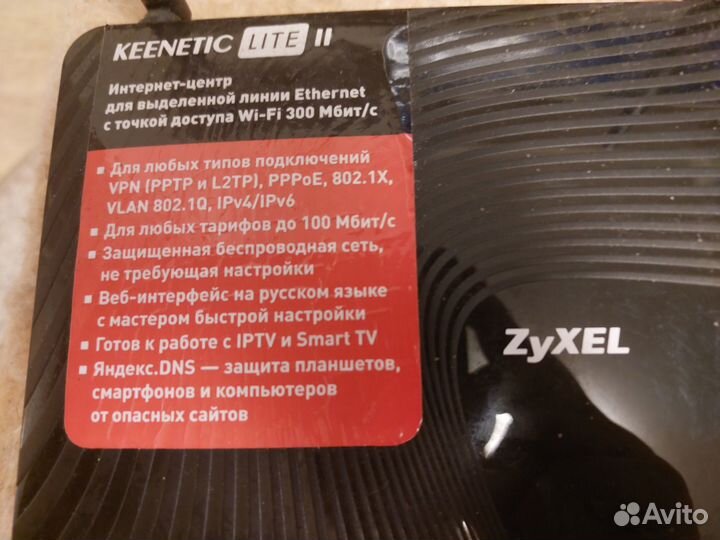 KEENETIC LITE II
Интернет-центр
для выделенной линии Ethernet
с точкой доступа Wi-Fi 300 Мбит/с
▪ Для любых типов подключений
VPN (PPTP и L2TP), PPPoE, 802.1X,
VLAN 802.1Q, IPv4/IPv6
▪ Для любых тарифов до 100 Мбит/с
▪ Защищенная беспроводная сеть,
не требующая настройки
▪ Веб-интерфейс на русском языке
с мастером быстрой настройки
▪ Готов к работе с IPTV и Smart TV
▪ Яндекс.DNS — защита планшетов,
смартфонов и компьютеров
от опасных сайтов
ZyXEL
Avito